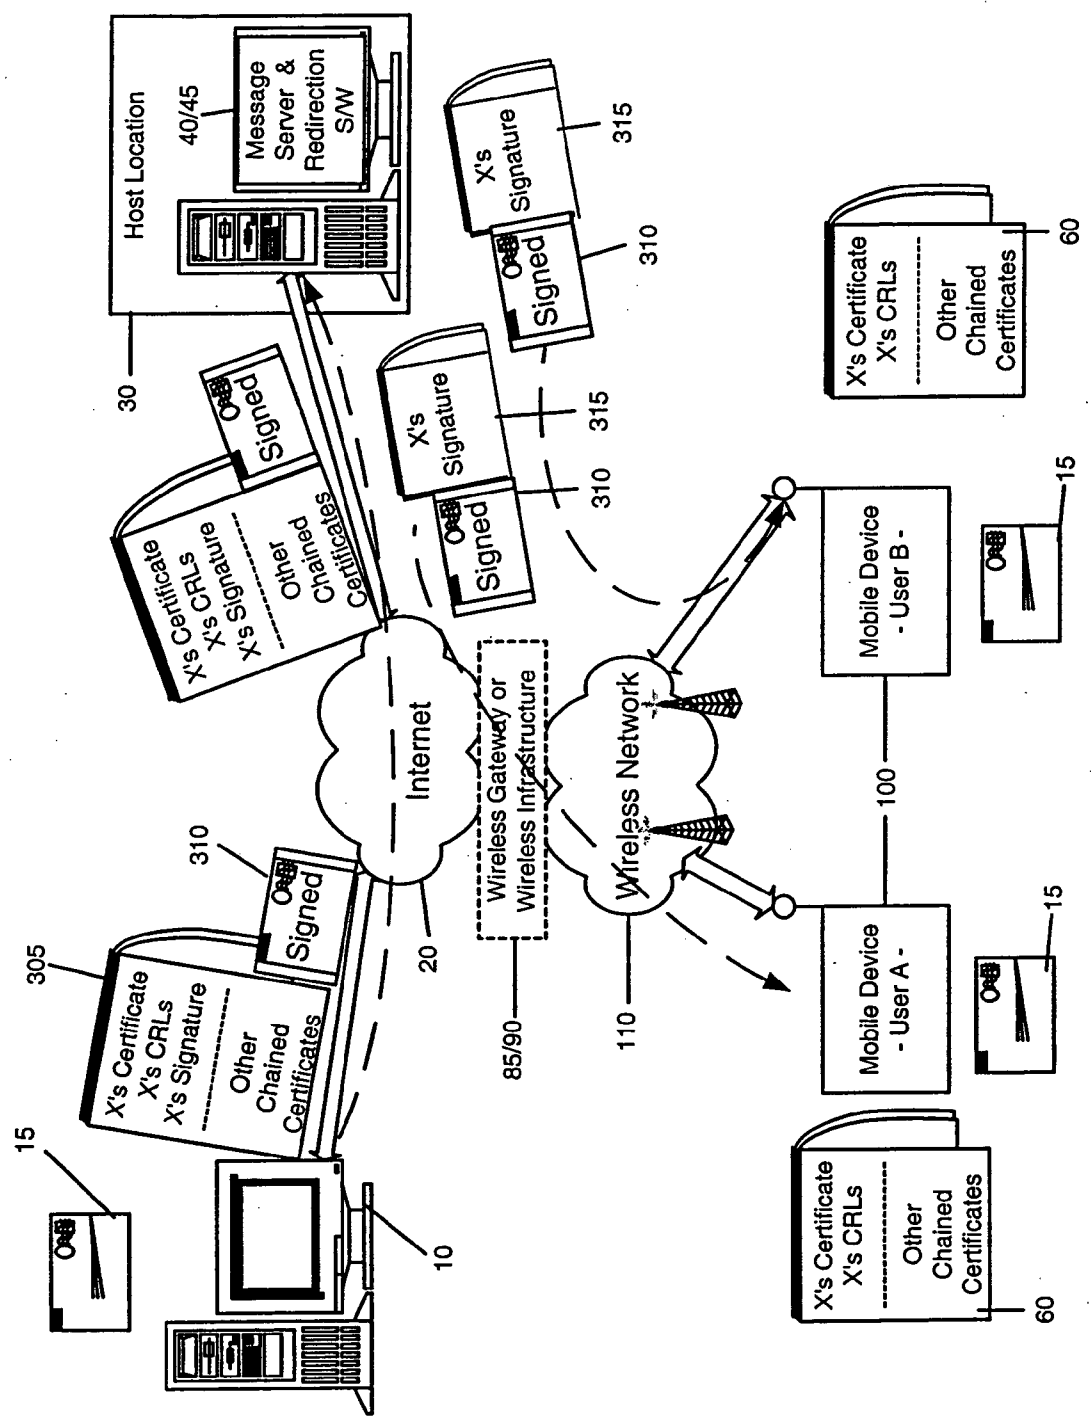 15
10
305
X's Certificate
X's CRLs
X's Signature
Other
Chained
Certificates
310
Signed
20
Internet
X's Certificate
X's CRLs
X's Signature
Other
Chained
Certificates
Signed
30
Host Location
40/45
Message
Server &
Redirection
S/W
X's
Signature
Signed
315
310
X's
Signature
Signed
315
310
85/90
Wireless Gateway or
Wireless Infrastructure
110
Wireless Network
X's Certificate
X's CRLs
Other
Chained
Certificates
60
Mobile Device
- User A -
15
100
Mobile Device
- User B -
15
X's Certificate
X's CRLs
Other
Chained
Certificates
60